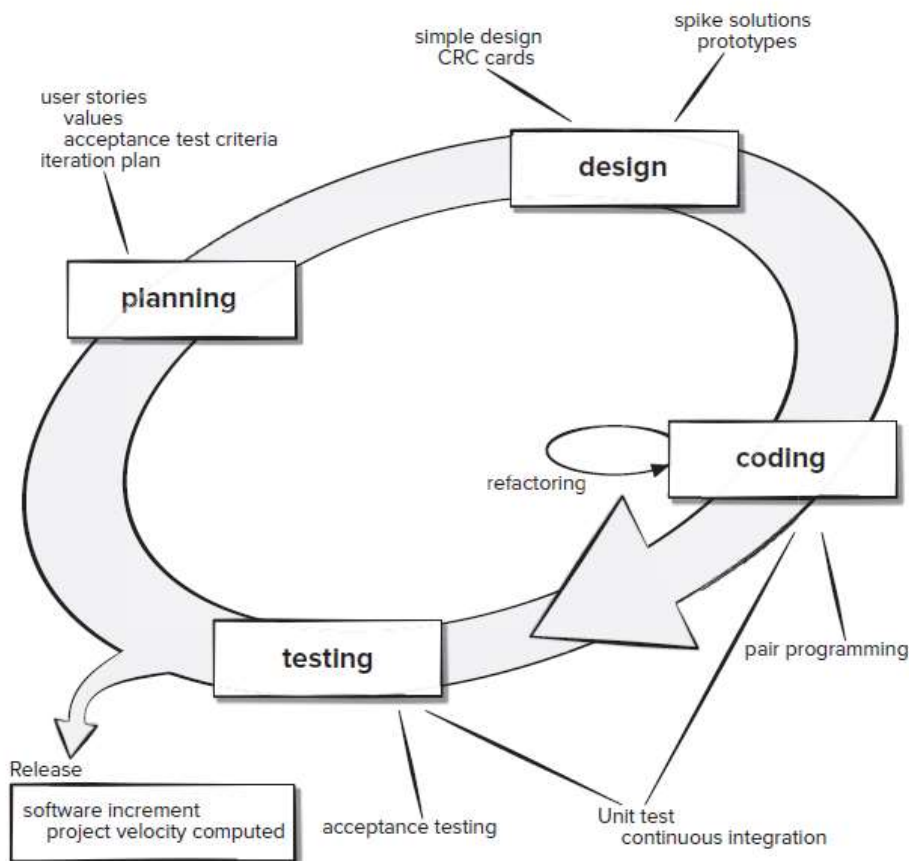 spike solutions
prototypes
simple design
CRC cards
user stories
values
acceptance test criteria
iteration plan
design
planning
coding
refactoring
testing
pair programming
Release
software increment
project velocity computed
acceptance testing
Unit test
continuous integration